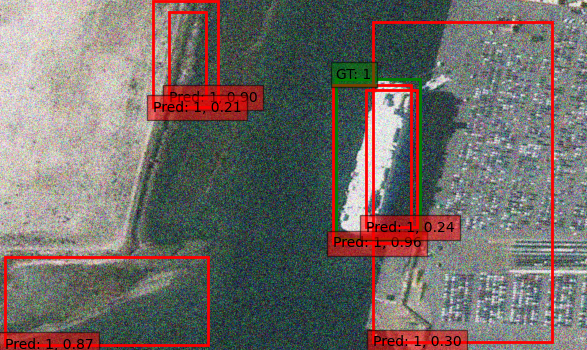 GT: 1
Pred: 1, 0.90
Pred: 1, 0.21
Pred: 1, 0.24
Pred: 1, 0.96
Pred: 1, 0.87
Pred: 1, 0.30